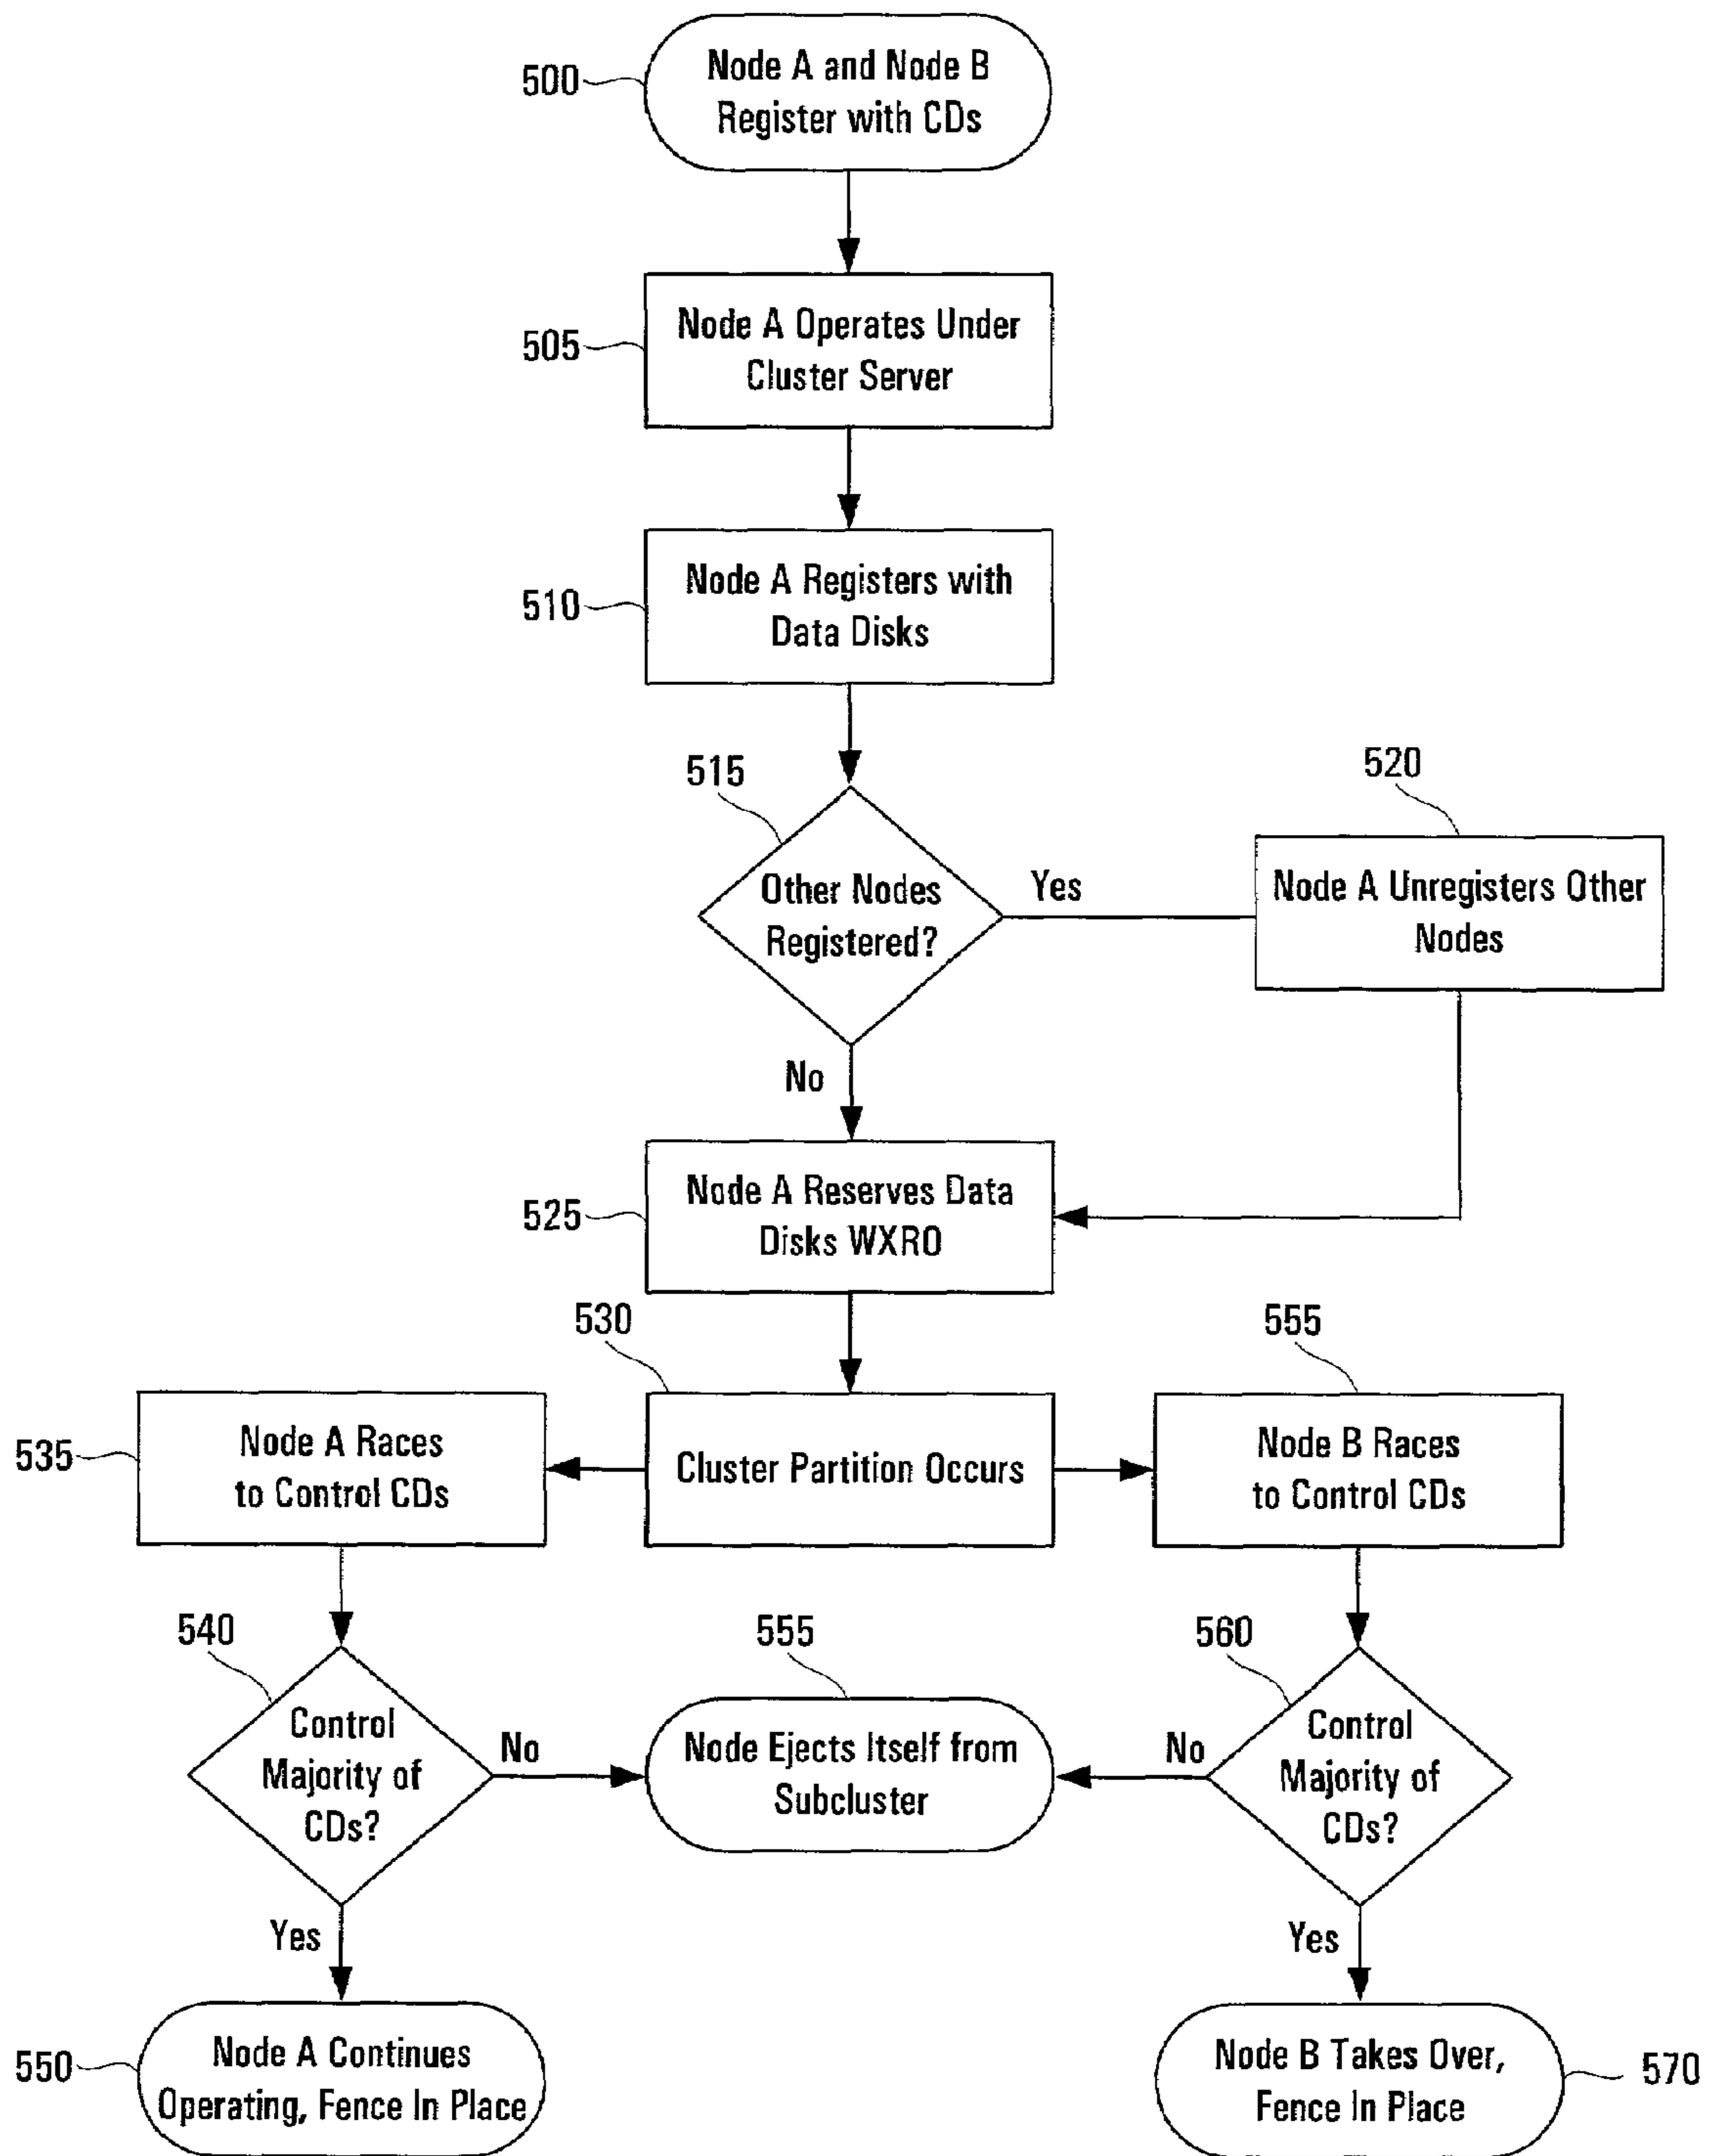 500
Node A and Node B
Register with CDs
505
Node A Operates Under
Cluster Server
510
Node A Registers with
Data Disks
515
Other Nodes
Registered?
Yes
520
Node A Unregisters Other
Nodes
No
525
Node A Reserves Data
Disks WXRO
530
Cluster Partition Occurs
535
Node A Races
to Control CDs
555
Node B Races
to Control CDs
540
Control
Majority of
CDs?
No
555
Node Ejects Itself from
Subcluster
560
Control
Majority of
CDs?
No
Yes
550
Node A Continues
Operating, Fence In Place
Yes
Node B Takes Over,
Fence In Place
570